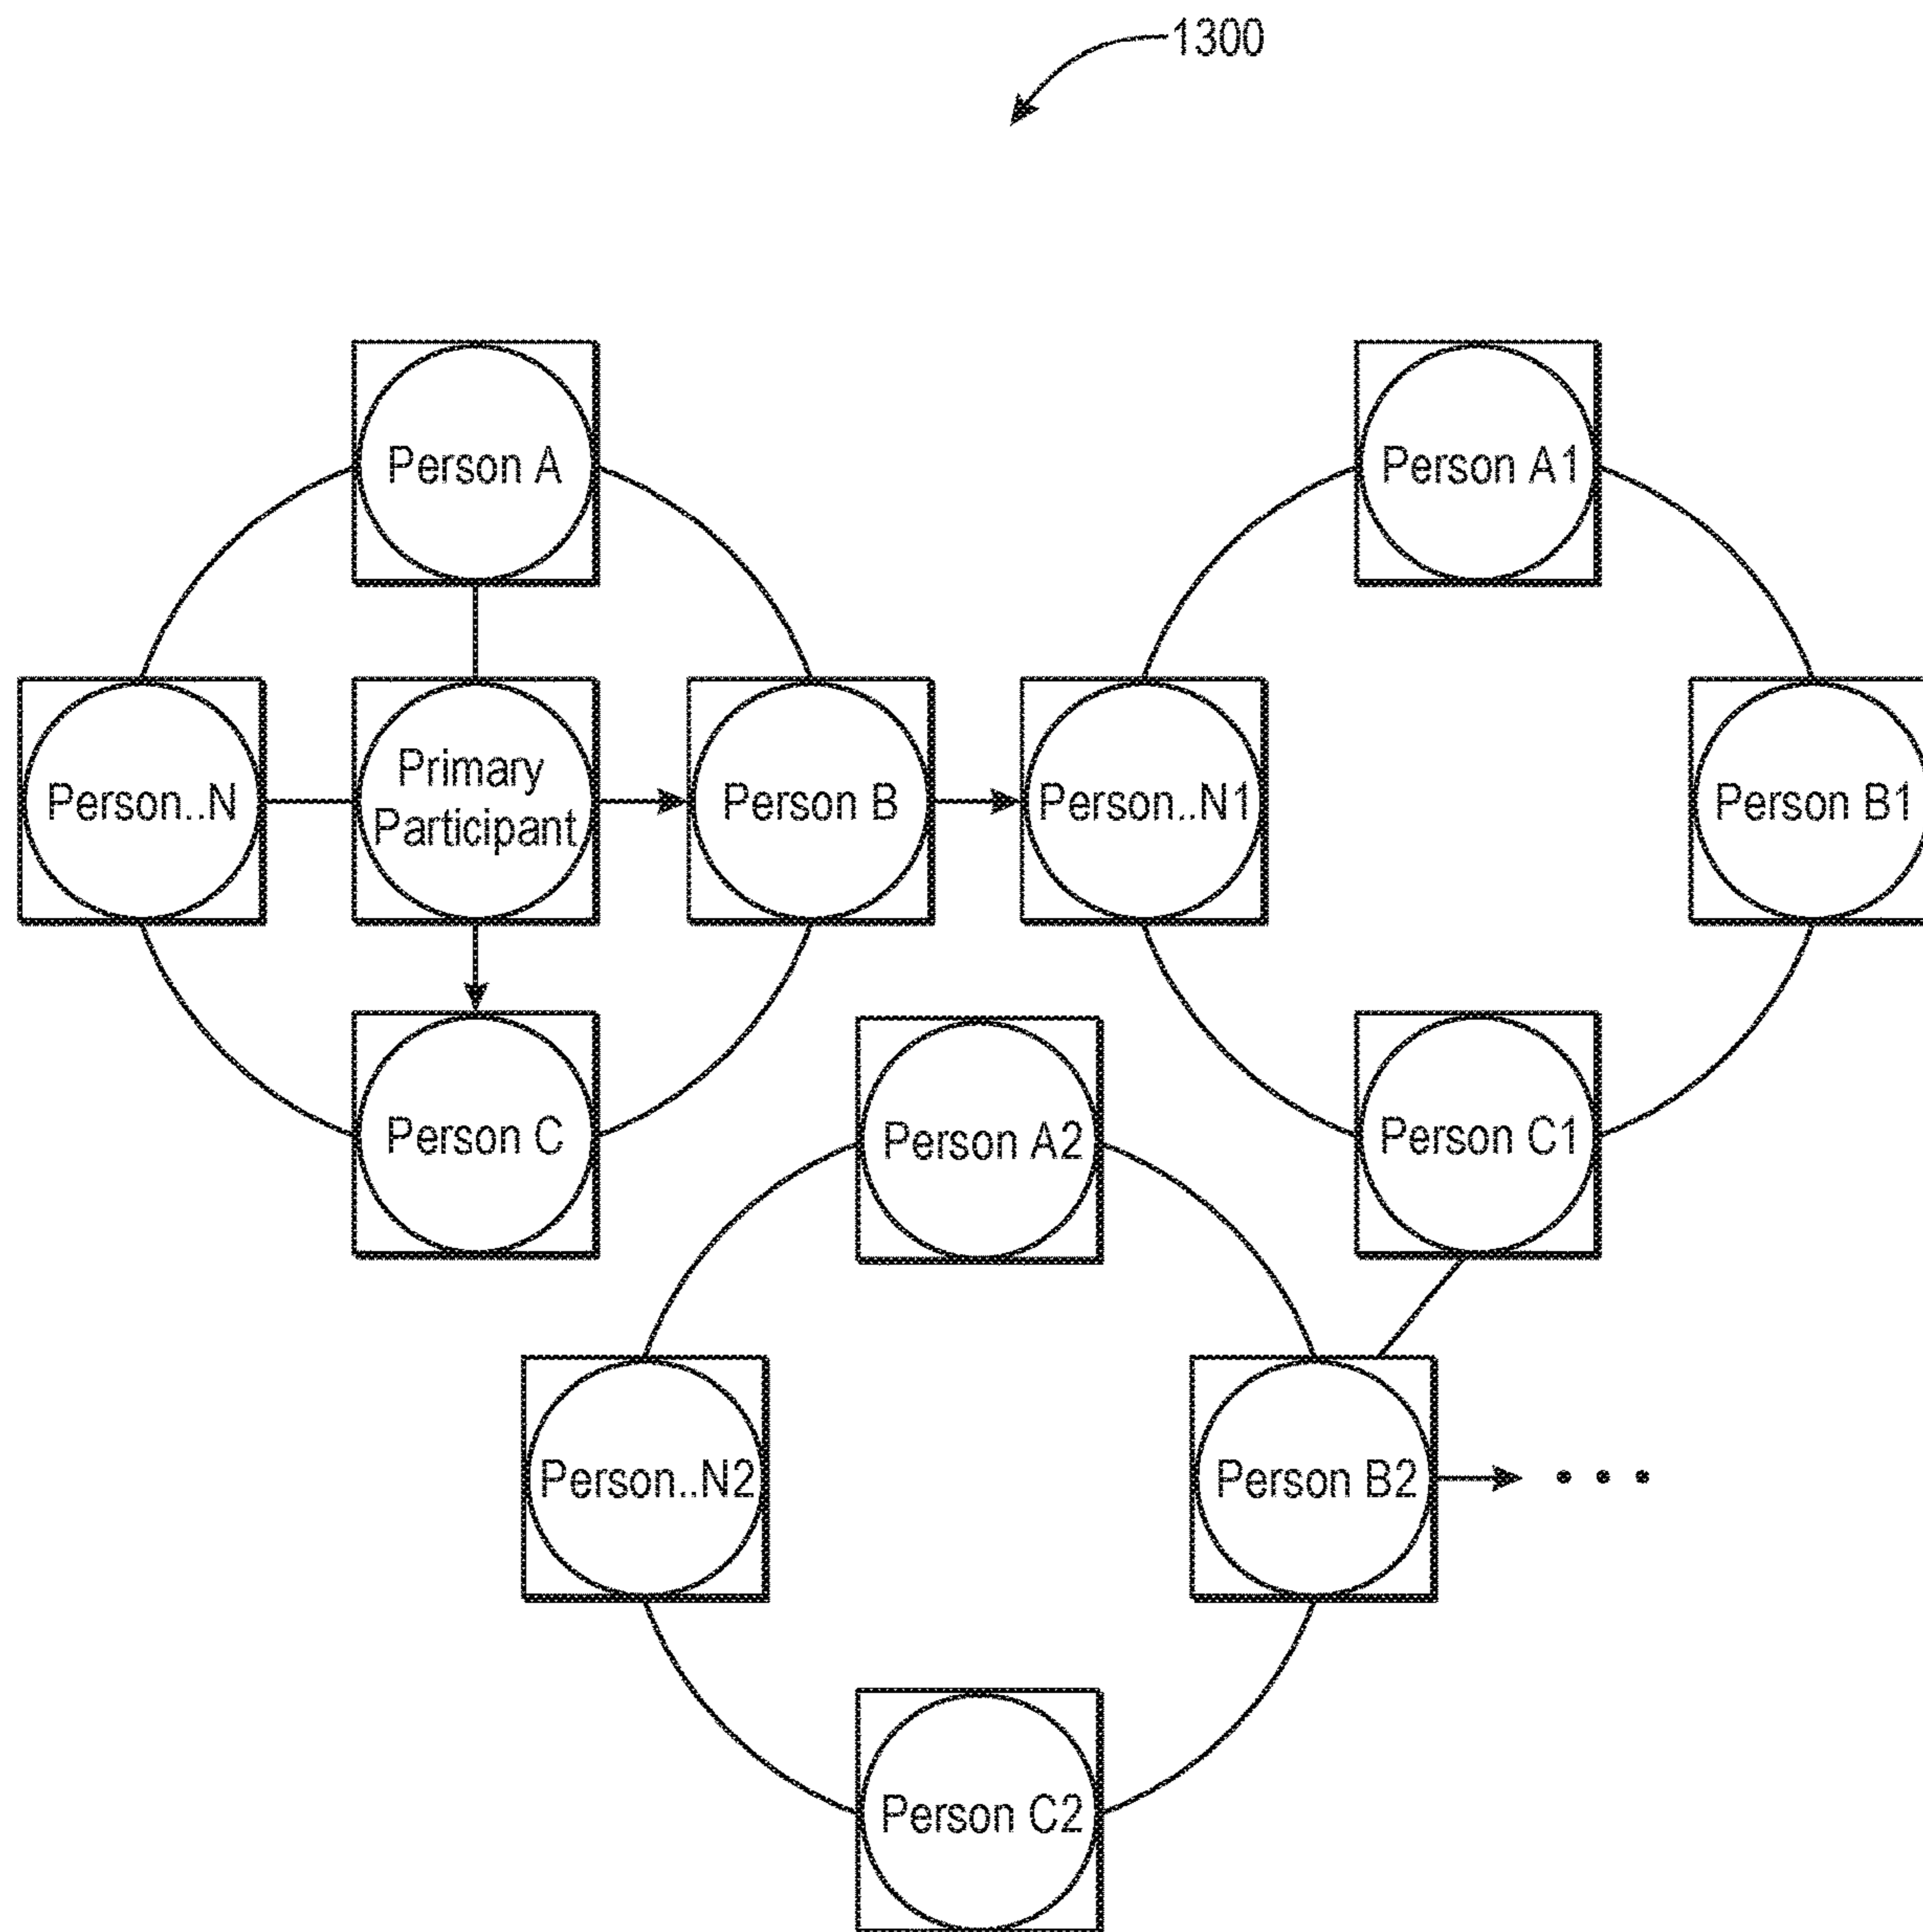 1300
Person A
Person A1
Person..N
Primary
Participant
Person B
Person..N1
Person B1
Person C
Person A2
Person C1
Person..N2
Person B2
• • •
Person C2